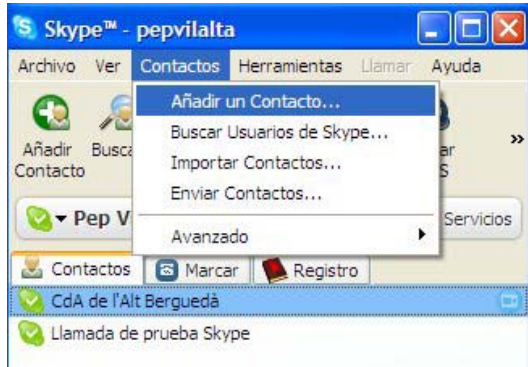 Skype™ - pepvilalta
Archivo Ver Contactos Herramientas Llamar Ayuda
Añadir un Contacto...
Buscar Usuarios de Skype...
Importar Contactos...
Enviar Contactos...
Avanzado
Añadir
Contacto
Pep V
Servicios
Contactos Marcar Registro
CdA de l'Alt Berguedà
Llamada de prueba Skype